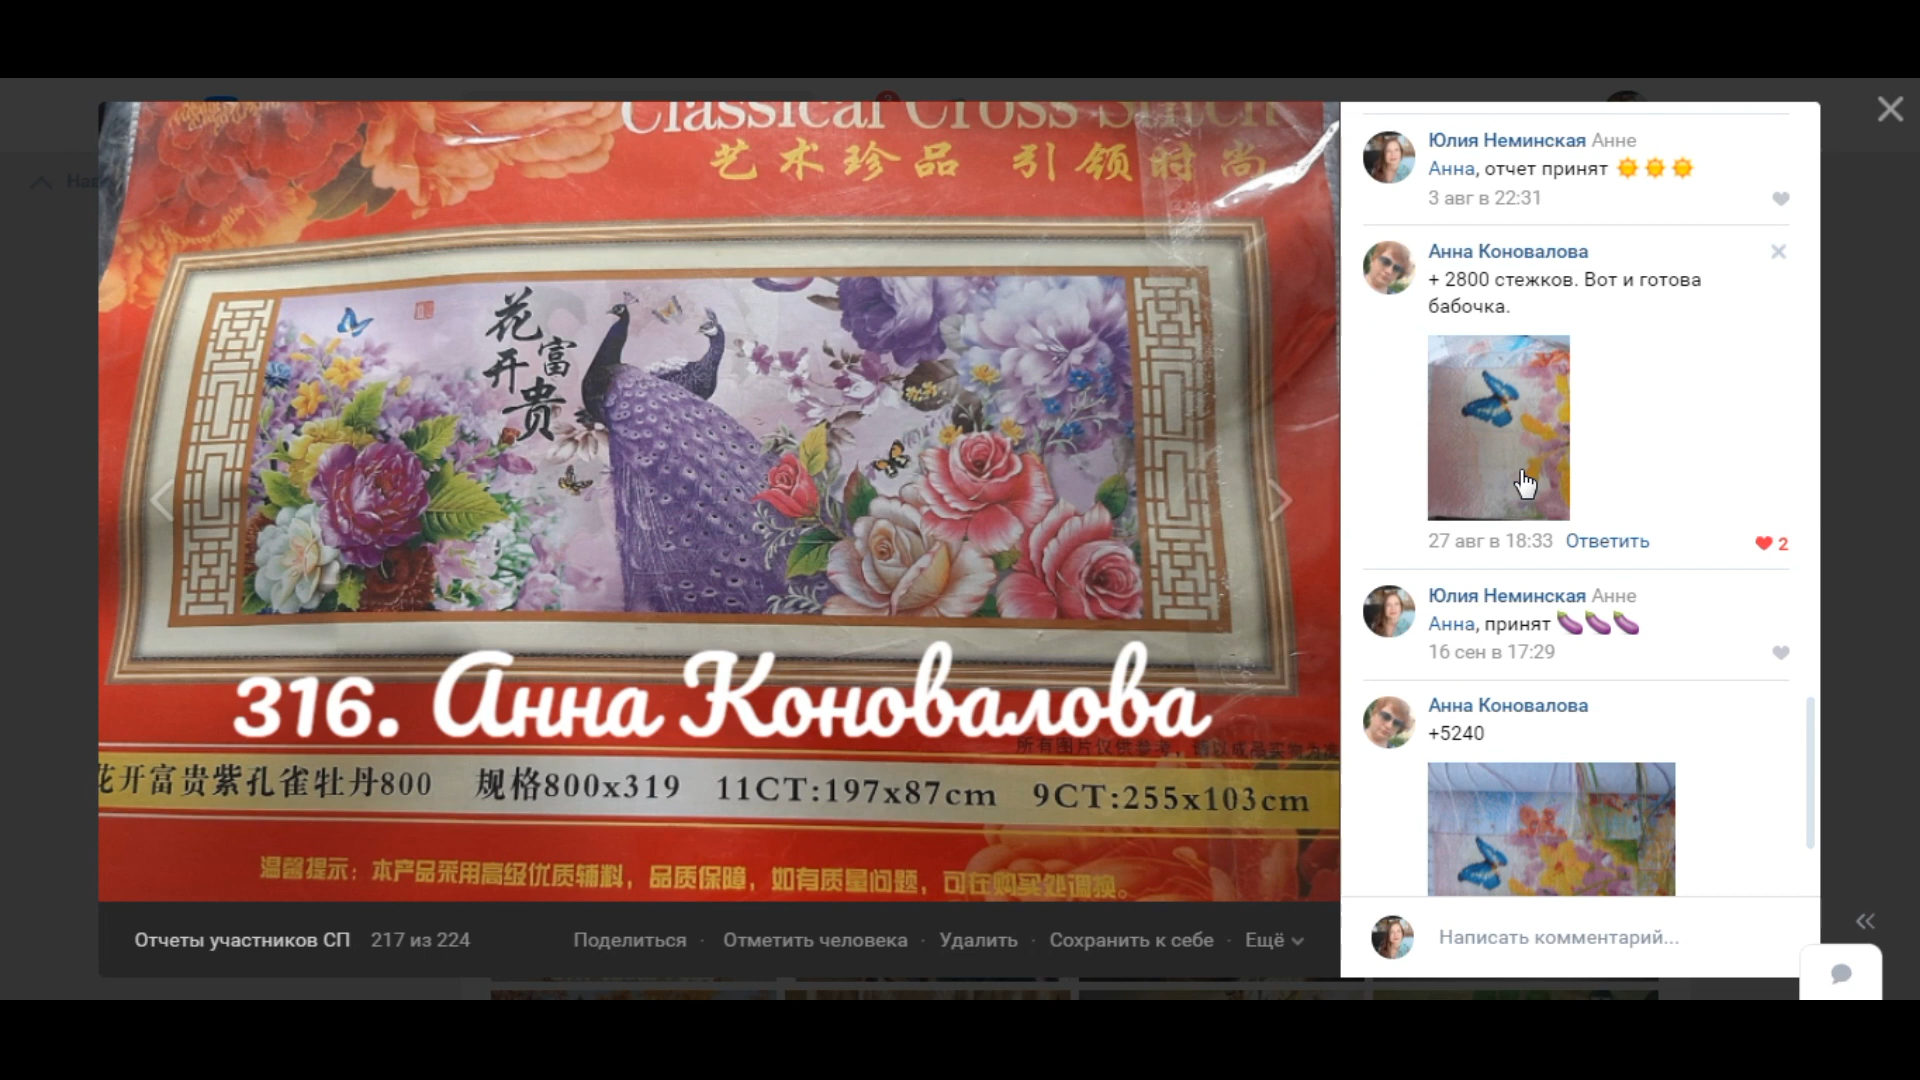 Classical Cross Stitch
艺术珍品 引领时尚
花开
富贵
316. Анна Коновалова
花开富贵紫孔雀牡丹800 规格800x319 11CT:197x87cm 9CT:255x103cm
温馨提示：本产品采用高级优质辅料，品质保障，如有质量问题，可在购买处调换。
Отчеты участников СП 217 из 224
Поделиться · Отметить человека · Удалить · Сохранить к себе · Ещё
Юлия Неминская Анне
Анна, отчет принят ☀☀☀
3 авг в 22:31
Анна Коновалова
+ 2800 стежков. Вот и готова
бабочка.
27 авг в 18:33 Ответить
2
Юлия Неминская Анне
Анна, принят 🍆🍆🍆
16 сен в 17:29
Анна Коновалова
+5240
Написать комментарий...